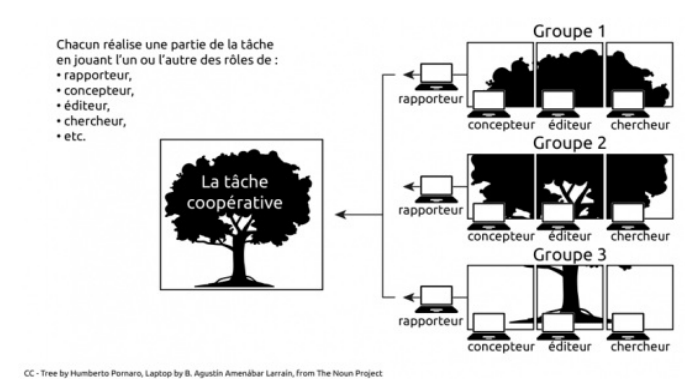 Chacun réalise une partie de la tâche
en jouant l'un ou l'autre des rôles de :
• rapporteur,
• concepteur,
• éditeur,
• chercheur,
• etc.
La tâche
coopérative
Groupe 1
rapporteur
concepteur éditeur chercheur
Groupe 2
rapporteur
concepteur éditeur chercheur
Groupe 3
rapporteur
concepteur éditeur chercheur
CC - Tree by Humberto Pornaro, Laptop by B. Agustín Amenábar Larraín, from The Noun Project